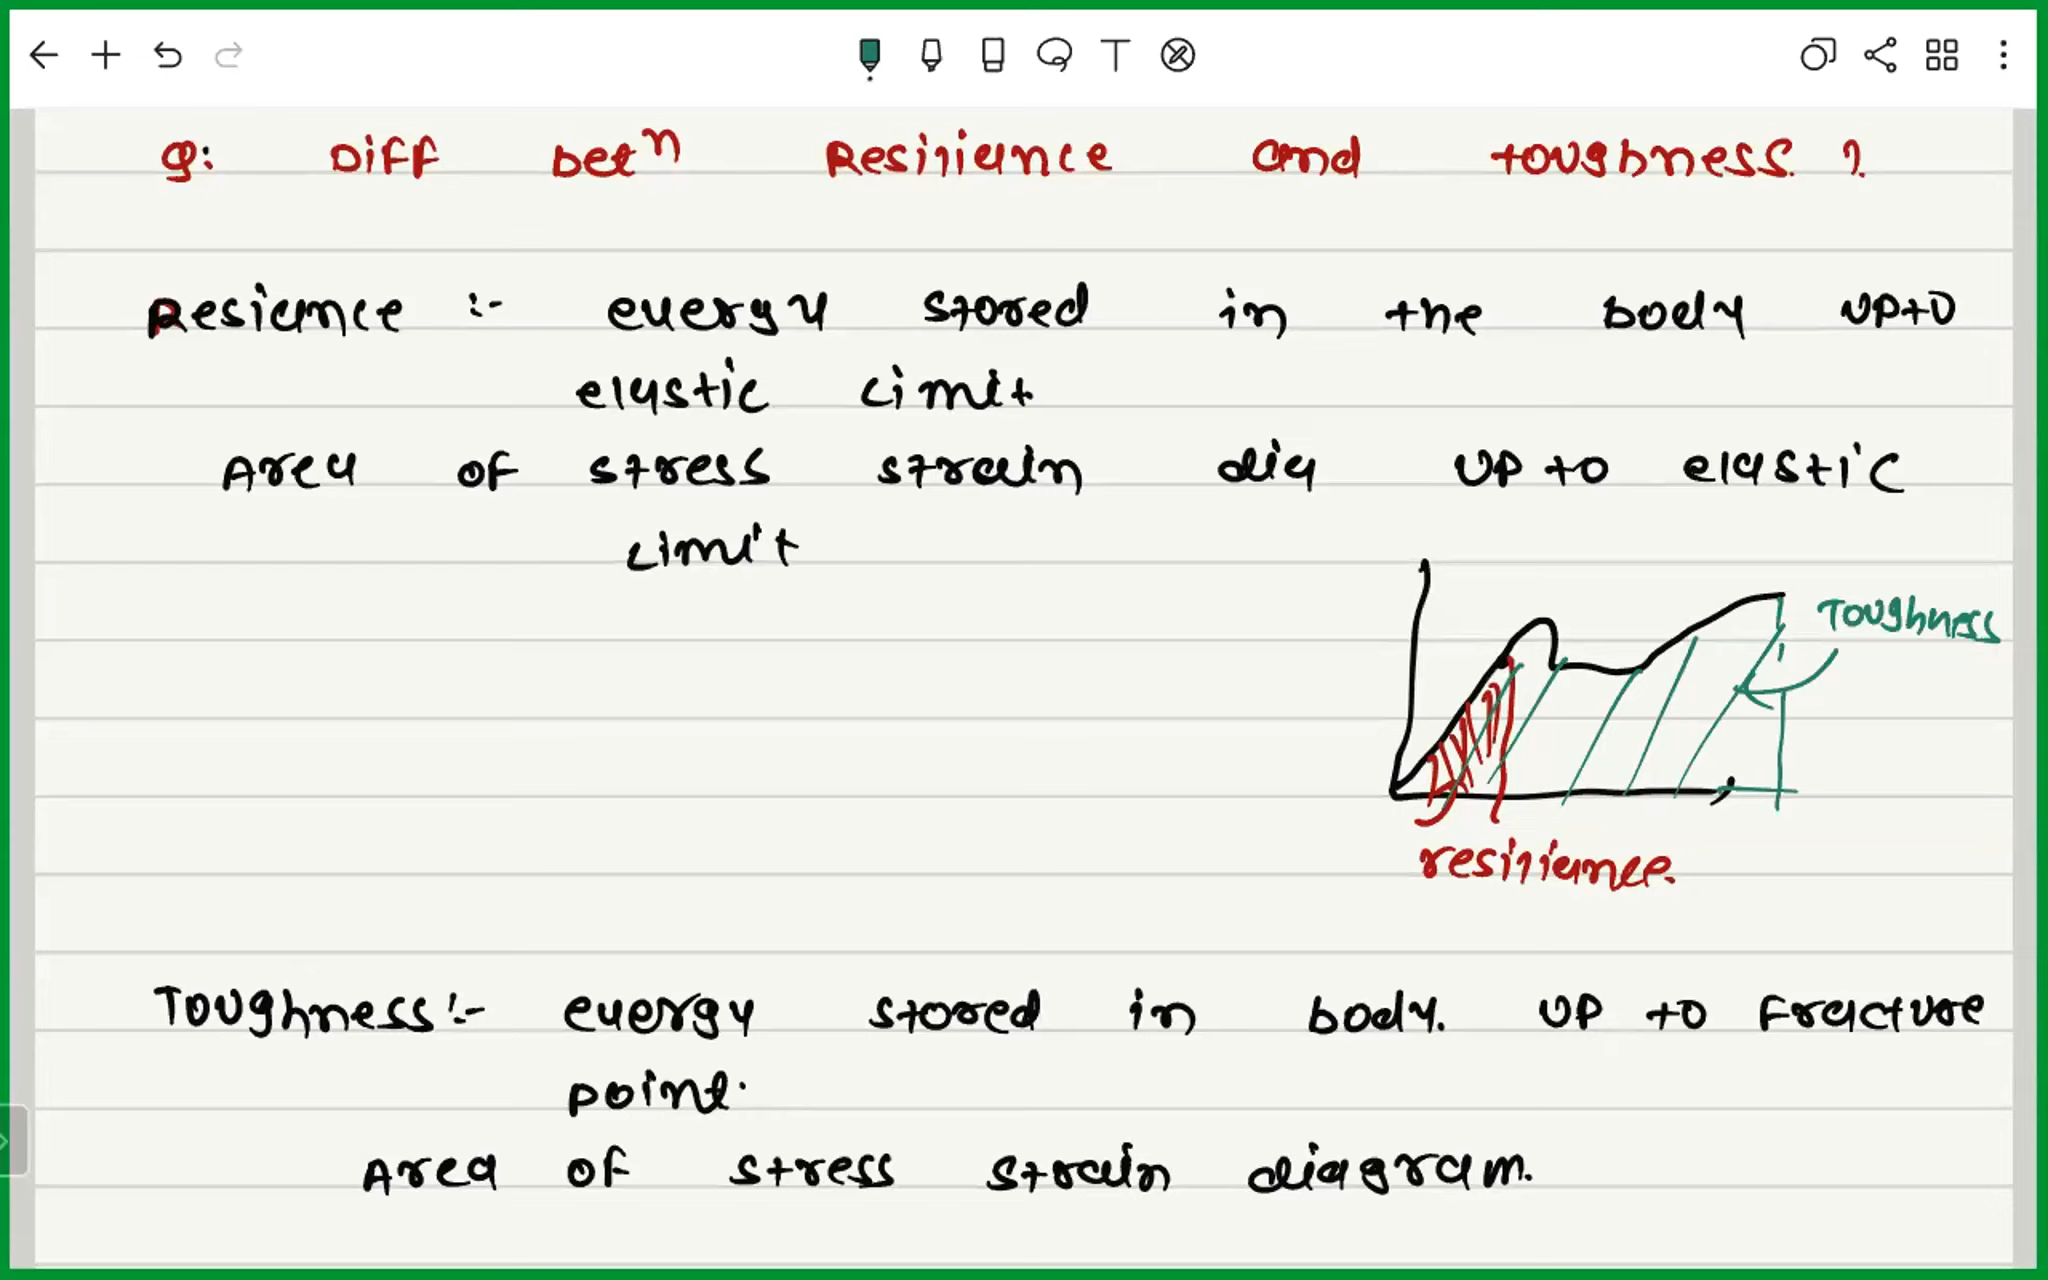 Q: Diff betn Resilience and toughness. ?
Resience :- energy stored in the body upto
elastic Limit
Area of stress strain dia up to elastic
Limit
Toughness
resilience.
Toughness :- energy stored in body. up to Fracture
point.
Area of stress strain diagram.